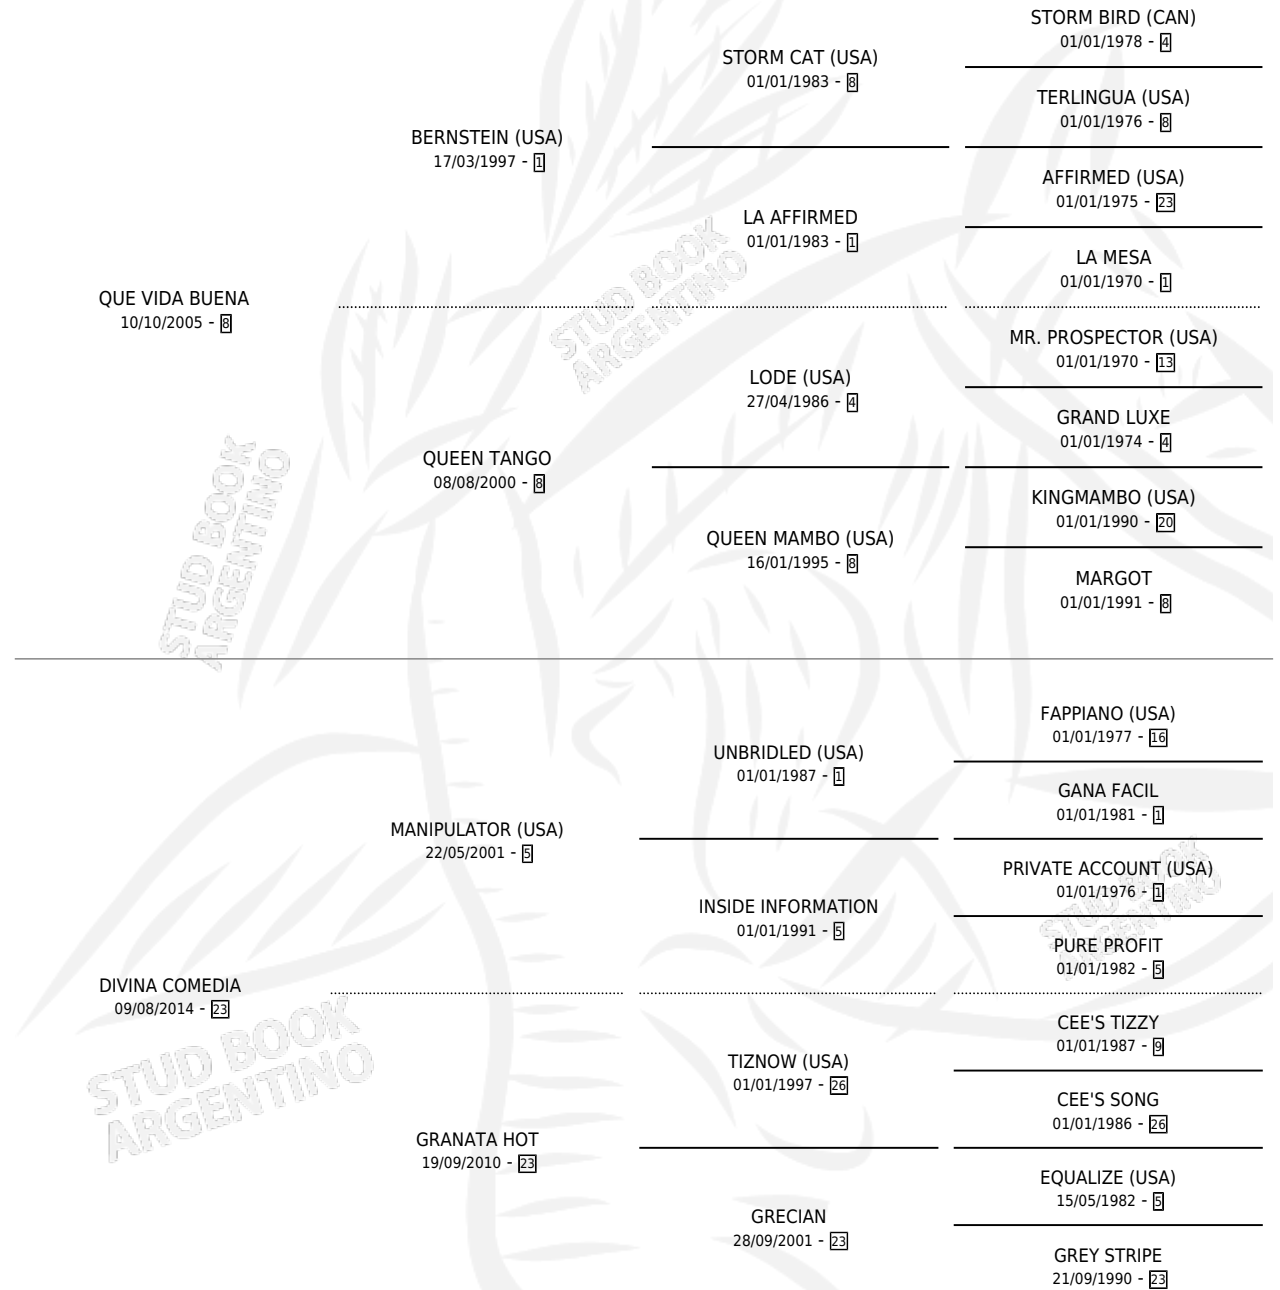 STORM BIRD (CAN)
01/01/1978 - 4
STORM CAT (USA)
01/01/1983 - 8
TERLINGUA (USA)
01/01/1976 - 8
BERNSTEIN (USA)
17/03/1997 - 1
AFFIRMED (USA)
01/01/1975 - 23
LA AFFIRMED
01/01/1983 - 1
LA MESA
01/01/1970 - 1
QUE VIDA BUENA
10/10/2005 - 8
MR. PROSPECTOR (USA)
01/01/1970 - 13
LODE (USA)
27/04/1986 - 4
GRAND LUXE
01/01/1974 - 4
QUEEN TANGO
08/08/2000 - 8
KINGMAMBO (USA)
01/01/1990 - 20
QUEEN MAMBO (USA)
16/01/1995 - 8
MARGOT
01/01/1991 - 8
STUD BOOK
ARGENTINO
STUD BOOK
ARGENTINO
FAPPIANO (USA)
01/01/1977 - 16
UNBRIDLED (USA)
01/01/1987 - 1
GANA FACIL
01/01/1981 - 1
MANIPULATOR (USA)
22/05/2001 - 5
PRIVATE ACCOUNT (USA)
01/01/1976 - 1
INSIDE INFORMATION
01/01/1991 - 5
PURE PROFIT
01/01/1982 - 5
STUD BOOK
ARGENTINO
DIVINA COMEDIA
09/08/2014 - 23
CEE'S TIZZY
01/01/1987 - 9
TIZNOW (USA)
01/01/1997 - 26
CEE'S SONG
01/01/1986 - 26
GRANATA HOT
19/09/2010 - 23
EQUALIZE (USA)
15/05/1982 - 5
GRECIAN
28/09/2001 - 23
GREY STRIPE
21/09/1990 - 23
STUD BOOK
ARGENTINO